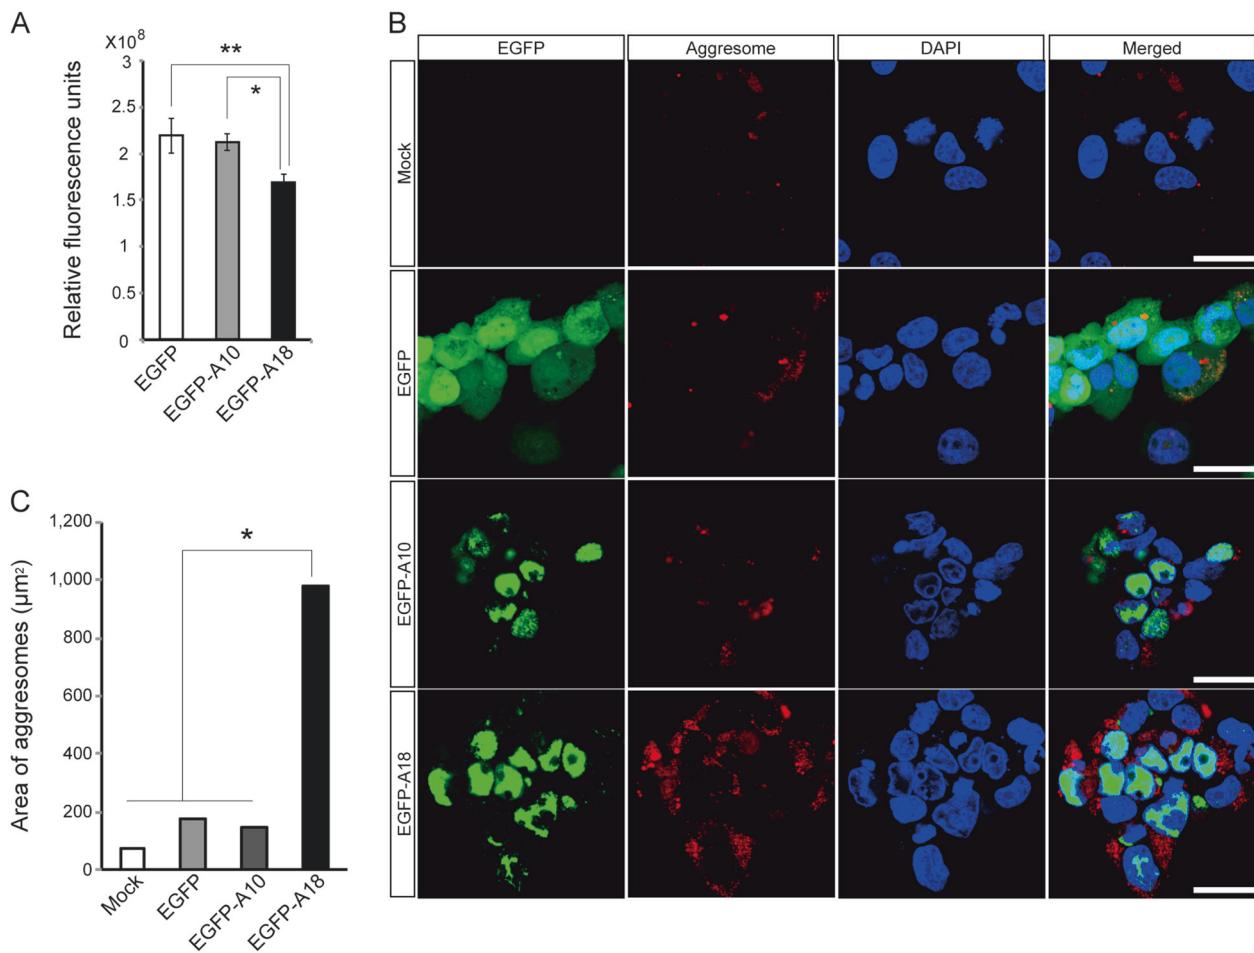 A
X10⁸
Relative fluorescence units
3
2.5
2
1.5
1
0.5
0
**
*
EGFP
EGFP-A10
EGFP-A18
B
EGFP Aggresome DAPI Merged
Mock
EGFP
EGFP-A10
EGFP-A18
C
Area of aggresomes (μm²)
1,200
1,000
800
600
400
200
0
*
Mock
EGFP
EGFP-A10
EGFP-A18